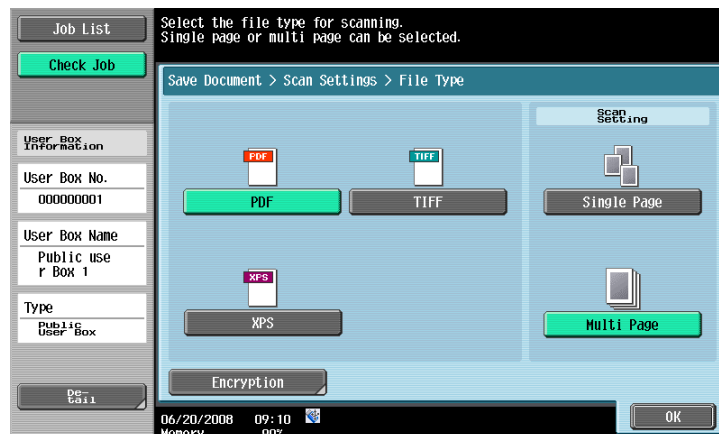 Job List
Check Job
Select the file type for scanning.
Single page or multi page can be selected.
Save Document > Scan Settings > File Type
User Box
Information
User Box No.
000000001
User Box Name
Public use
r Box 1
Type
Public
User Box
De-
tail
PDF
PDF
TIFF
TIFF
XPS
XPS
Scan
Setting
Single Page
Multi Page
Encryption
06/20/2008 09:10
Memory 99%
OK